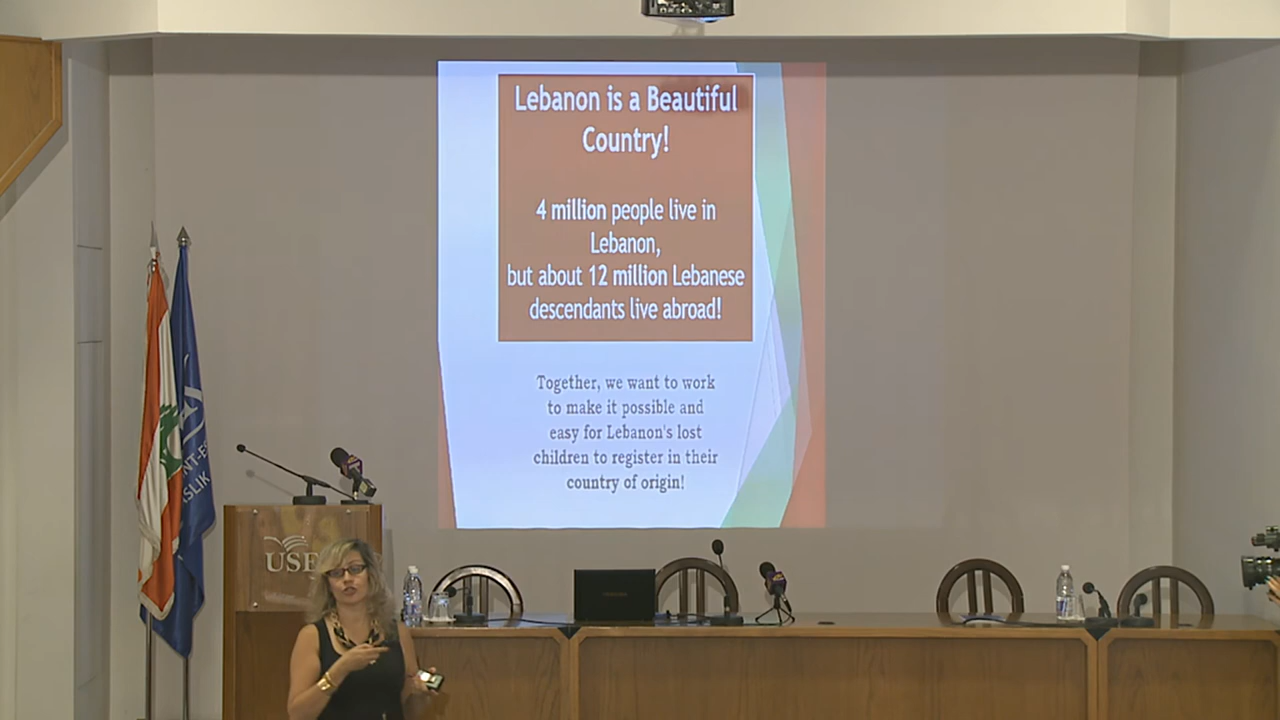 Lebanon is a Beautiful
Country!
4 million people live in
Lebanon,
but about 12 million Lebanese
descendants live abroad!
Together, we want to work
to make it possible and
easy for Lebanon's lost
children to register in their
country of origin!